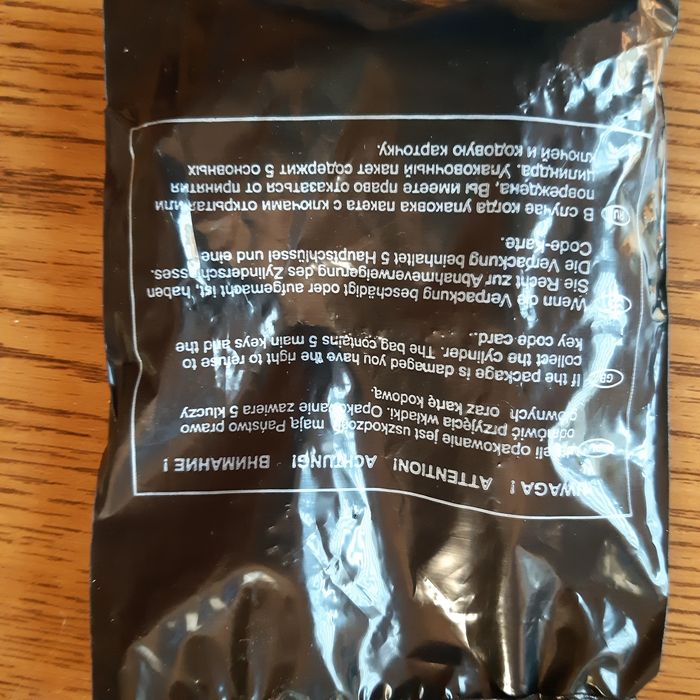 UWAGA ! ATTENTION! ACHTUNG! ВНИМАНИЕ !
opakowanie jest uszkodzone, mają Państwo prawo
odmówić przyjęcia wkładki. Opakowanie zawiera 5 kluczy
głównych oraz kartę kodową.
GB If the package is damaged you have the right to refuse to
collect the cylinder. The bag contains 5 main keys and the
key code-card..
Wenn die Verpackung beschädigt oder aufgemacht ist, haben
Sie Recht zur Abnahmeverweigerung des Zylinderschlosses.
Die Verpackung beinhaltet 5 Hauptschlüssel und eine
Code-Karte.
RU В случае когда упаковка пакета с ключами открыта или
повреждена, Вы имеете право отказаться от принятия
цилиндра. Упаковочный пакет содержит 5 основных
ключей и кодовую карточку.